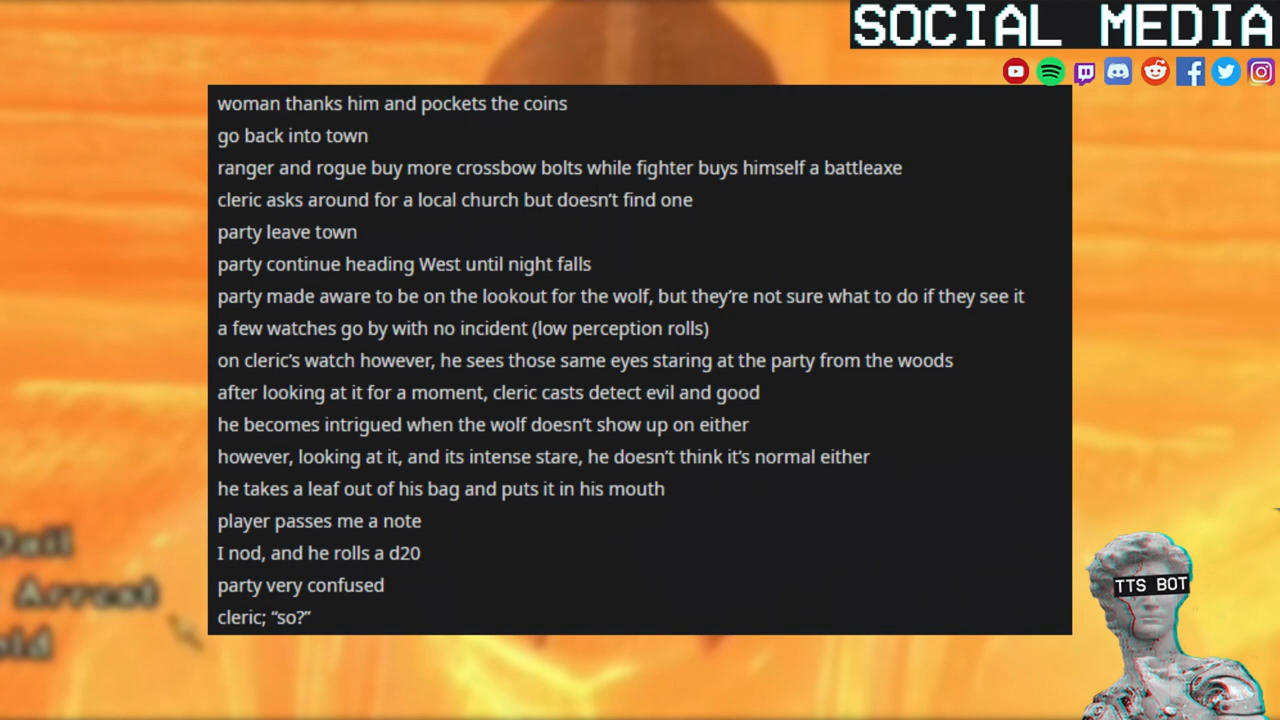 SOCIAL MEDIA
woman thanks him and pockets the coins
go back into town
ranger and rogue buy more crossbow bolts while fighter buys himself a battleaxe
cleric asks around for a local church but doesn’t find one
party leave town
party continue heading West until night falls
party made aware to be on the lookout for the wolf, but they’re not sure what to do if they see it
a few watches go by with no incident (low perception rolls)
on cleric’s watch however, he sees those same eyes staring at the party from the woods
after looking at it for a moment, cleric casts detect evil and good
he becomes intrigued when the wolf doesn’t show up on either
however, looking at it, and its intense stare, he doesn’t think it’s normal either
he takes a leaf out of his bag and puts it in his mouth
player passes me a note
I nod, and he rolls a d20
party very confused
cleric; “so?”
Arrest
TTS BOT